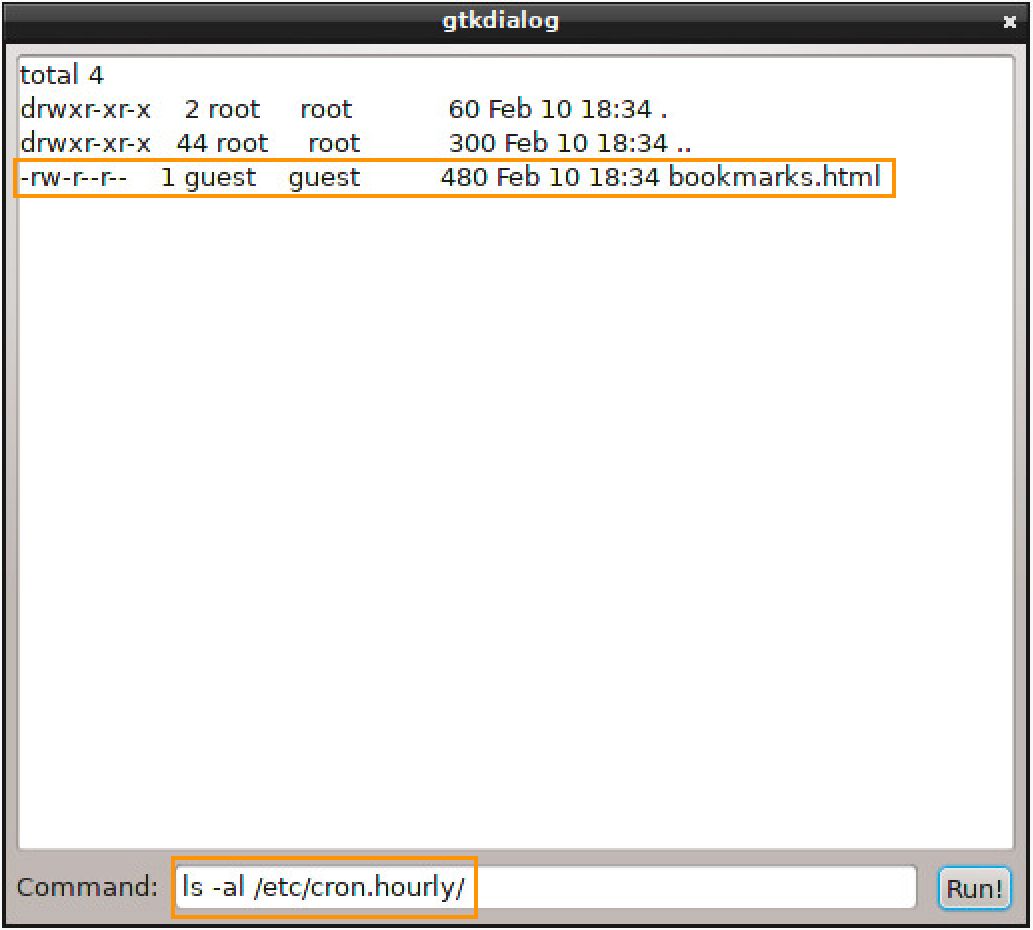 gtkdialog
total 4
drwxr-xr-x 2 root root 60 Feb 10 18:34 .
drwxr-xr-x 44 root root 300 Feb 10 18:34 ..
-rw-r--r-- 1 guest guest 480 Feb 10 18:34 bookmarks.html
Command: ls -al /etc/cron.hourly/ Run!